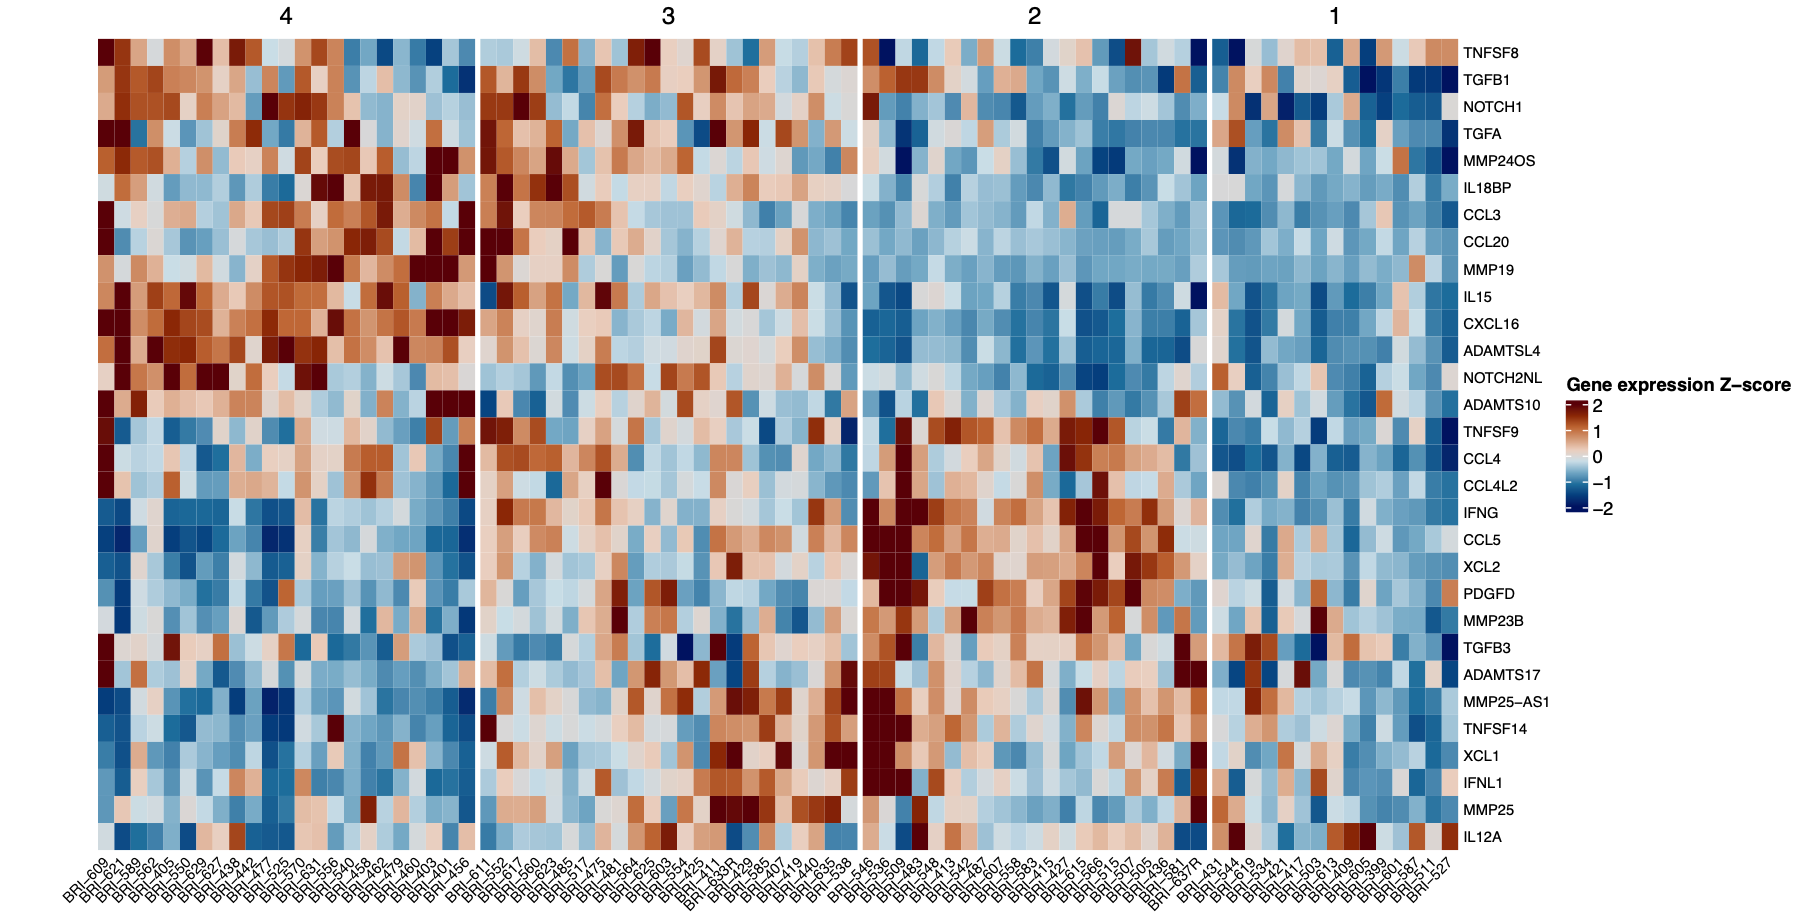 4
3
2
1
TNFSF8
TGFB1
NOTCH1
TGFA
MMP24OS
IL18BP
CCL3
CCL20
MMP19
IL15
CXCL16
ADAMTSL4
NOTCH2NL
ADAMTS10
TNFSF9
CCL4
CCL4L2
IFNG
CCL5
XCL2
PDGFD
MMP23B
TGFB3
ADAMTS17
MMP25−AS1
TNFSF14
XCL1
IFNL1
MMP25
IL12A
Gene expression Z−score
2
1
0
−1
−2
BRI−609
BRI−621
BRI−589
BRI−562
BRI−405
BRI−550
BRI−629
BRI−627
BRI−438
BRI−442
BRI−477
BRI−525
BRI−570
BRI−631
BRI−556
BRI−540
BRI−458
BRI−462
BRI−479
BRI−460
BRI−403
BRI−401
BRI−456
BRI−611
BRI−552
BRI−617
BRI−560
BRI−623
BRI−485
BRI−517
BRI−475
BRI−481
BRI−564
BRI−625
BRI−603
BRI−554
BRI−425
BRI−411
BRI−633R
BRI−429
BRI−585
BRI−407
BRI−419
BRI−440
BRI−635
BRI−538
BRI−546
BRI−536
BRI−509
BRI−483
BRI−548
BRI−413
BRI−542
BRI−487
BRI−607
BRI−558
BRI−583
BRI−415
BRI−427
BRI−615
BRI−566
BRI−515
BRI−507
BRI−505
BRI−436
BRI−637R
BRI−431
BRI−544
BRI−619
BRI−534
BRI−421
BRI−417
BRI−503
BRI−613
BRI−409
BRI−605
BRI−399
BRI−601
BRI−587
BRI−511
BRI−527